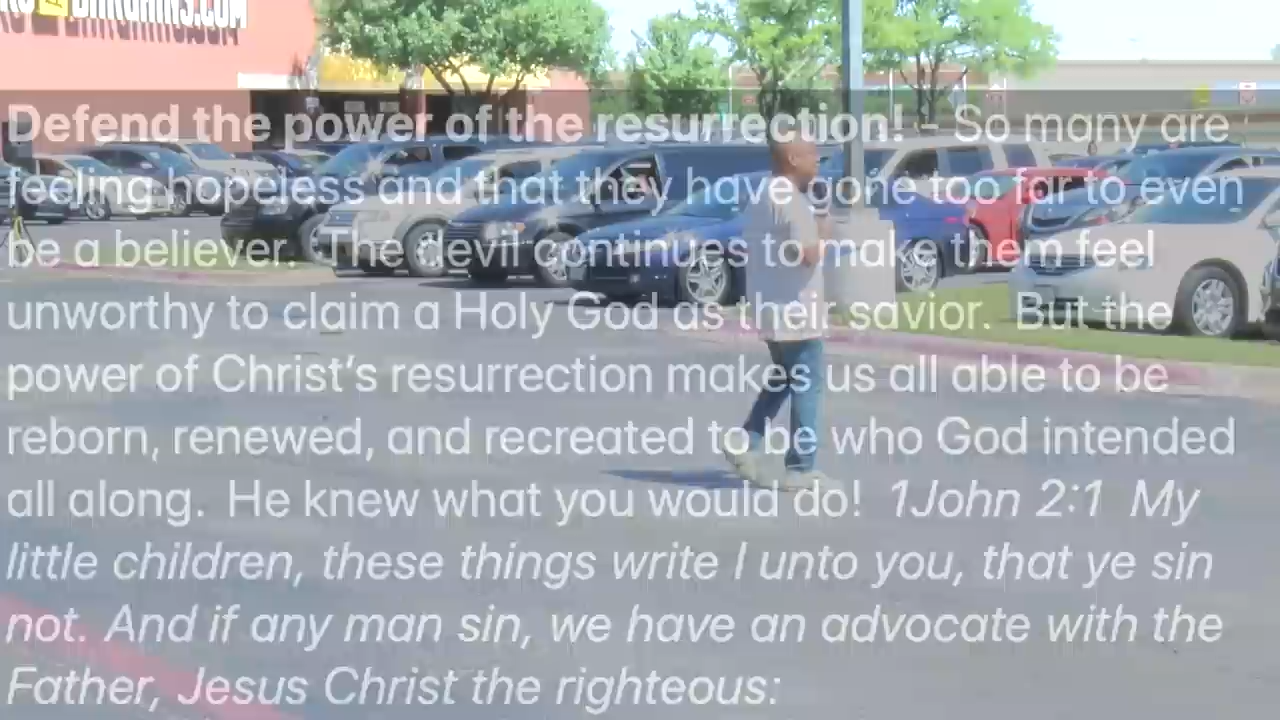 BARGAINS.COM
Defend the power of the resurrection! - So many are
feeling hopeless and that they have gone too far to even
be a believer. The devil continues to make them feel
unworthy to claim a Holy God as their savior. But the
power of Christ's resurrection makes us all able to be
reborn, renewed, and recreated to be who God intended
all along. He knew what you would do! 1John 2:1 My
little children, these things write I unto you, that ye sin
not. And if any man sin, we have an advocate with the
Father, Jesus Christ the righteous: